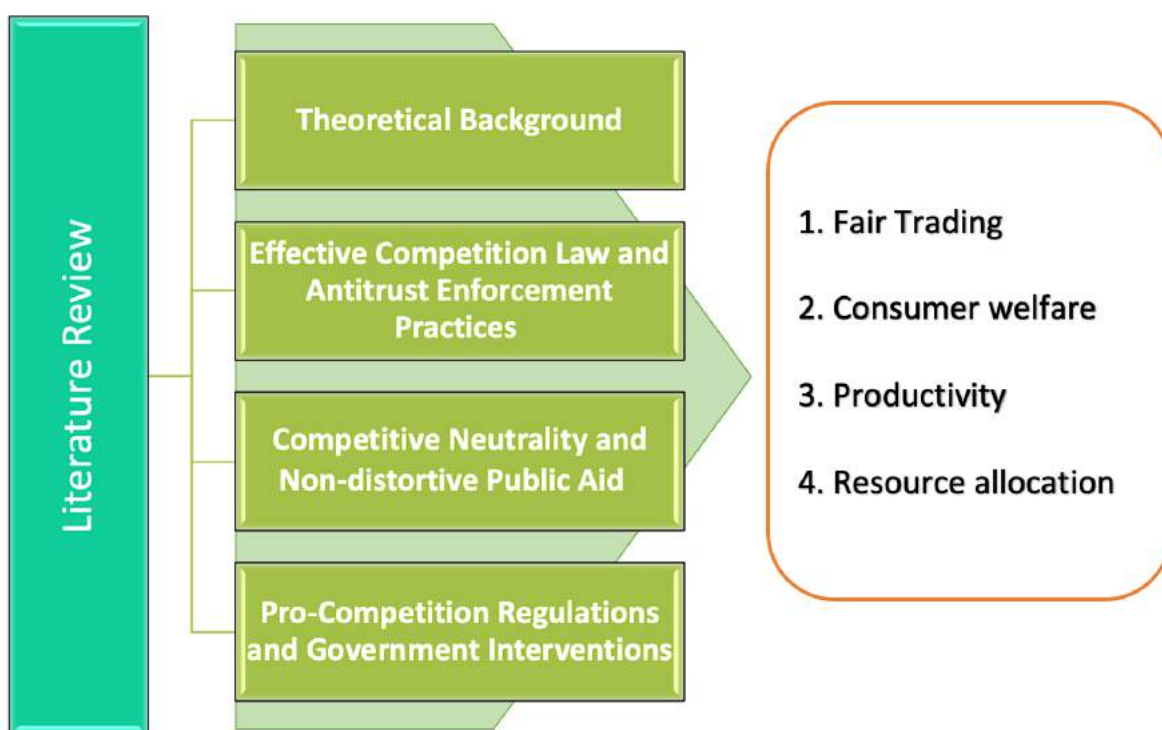 Literature Review
Theoretical Background
Effective Competition Law and
Antitrust Enforcement
Practices
Competitive Neutrality and
Non-distortive Public Aid
Pro-Competition Regulations
and Government Interventions
1. Fair Trading
2. Consumer welfare
3. Productivity
4. Resource allocation